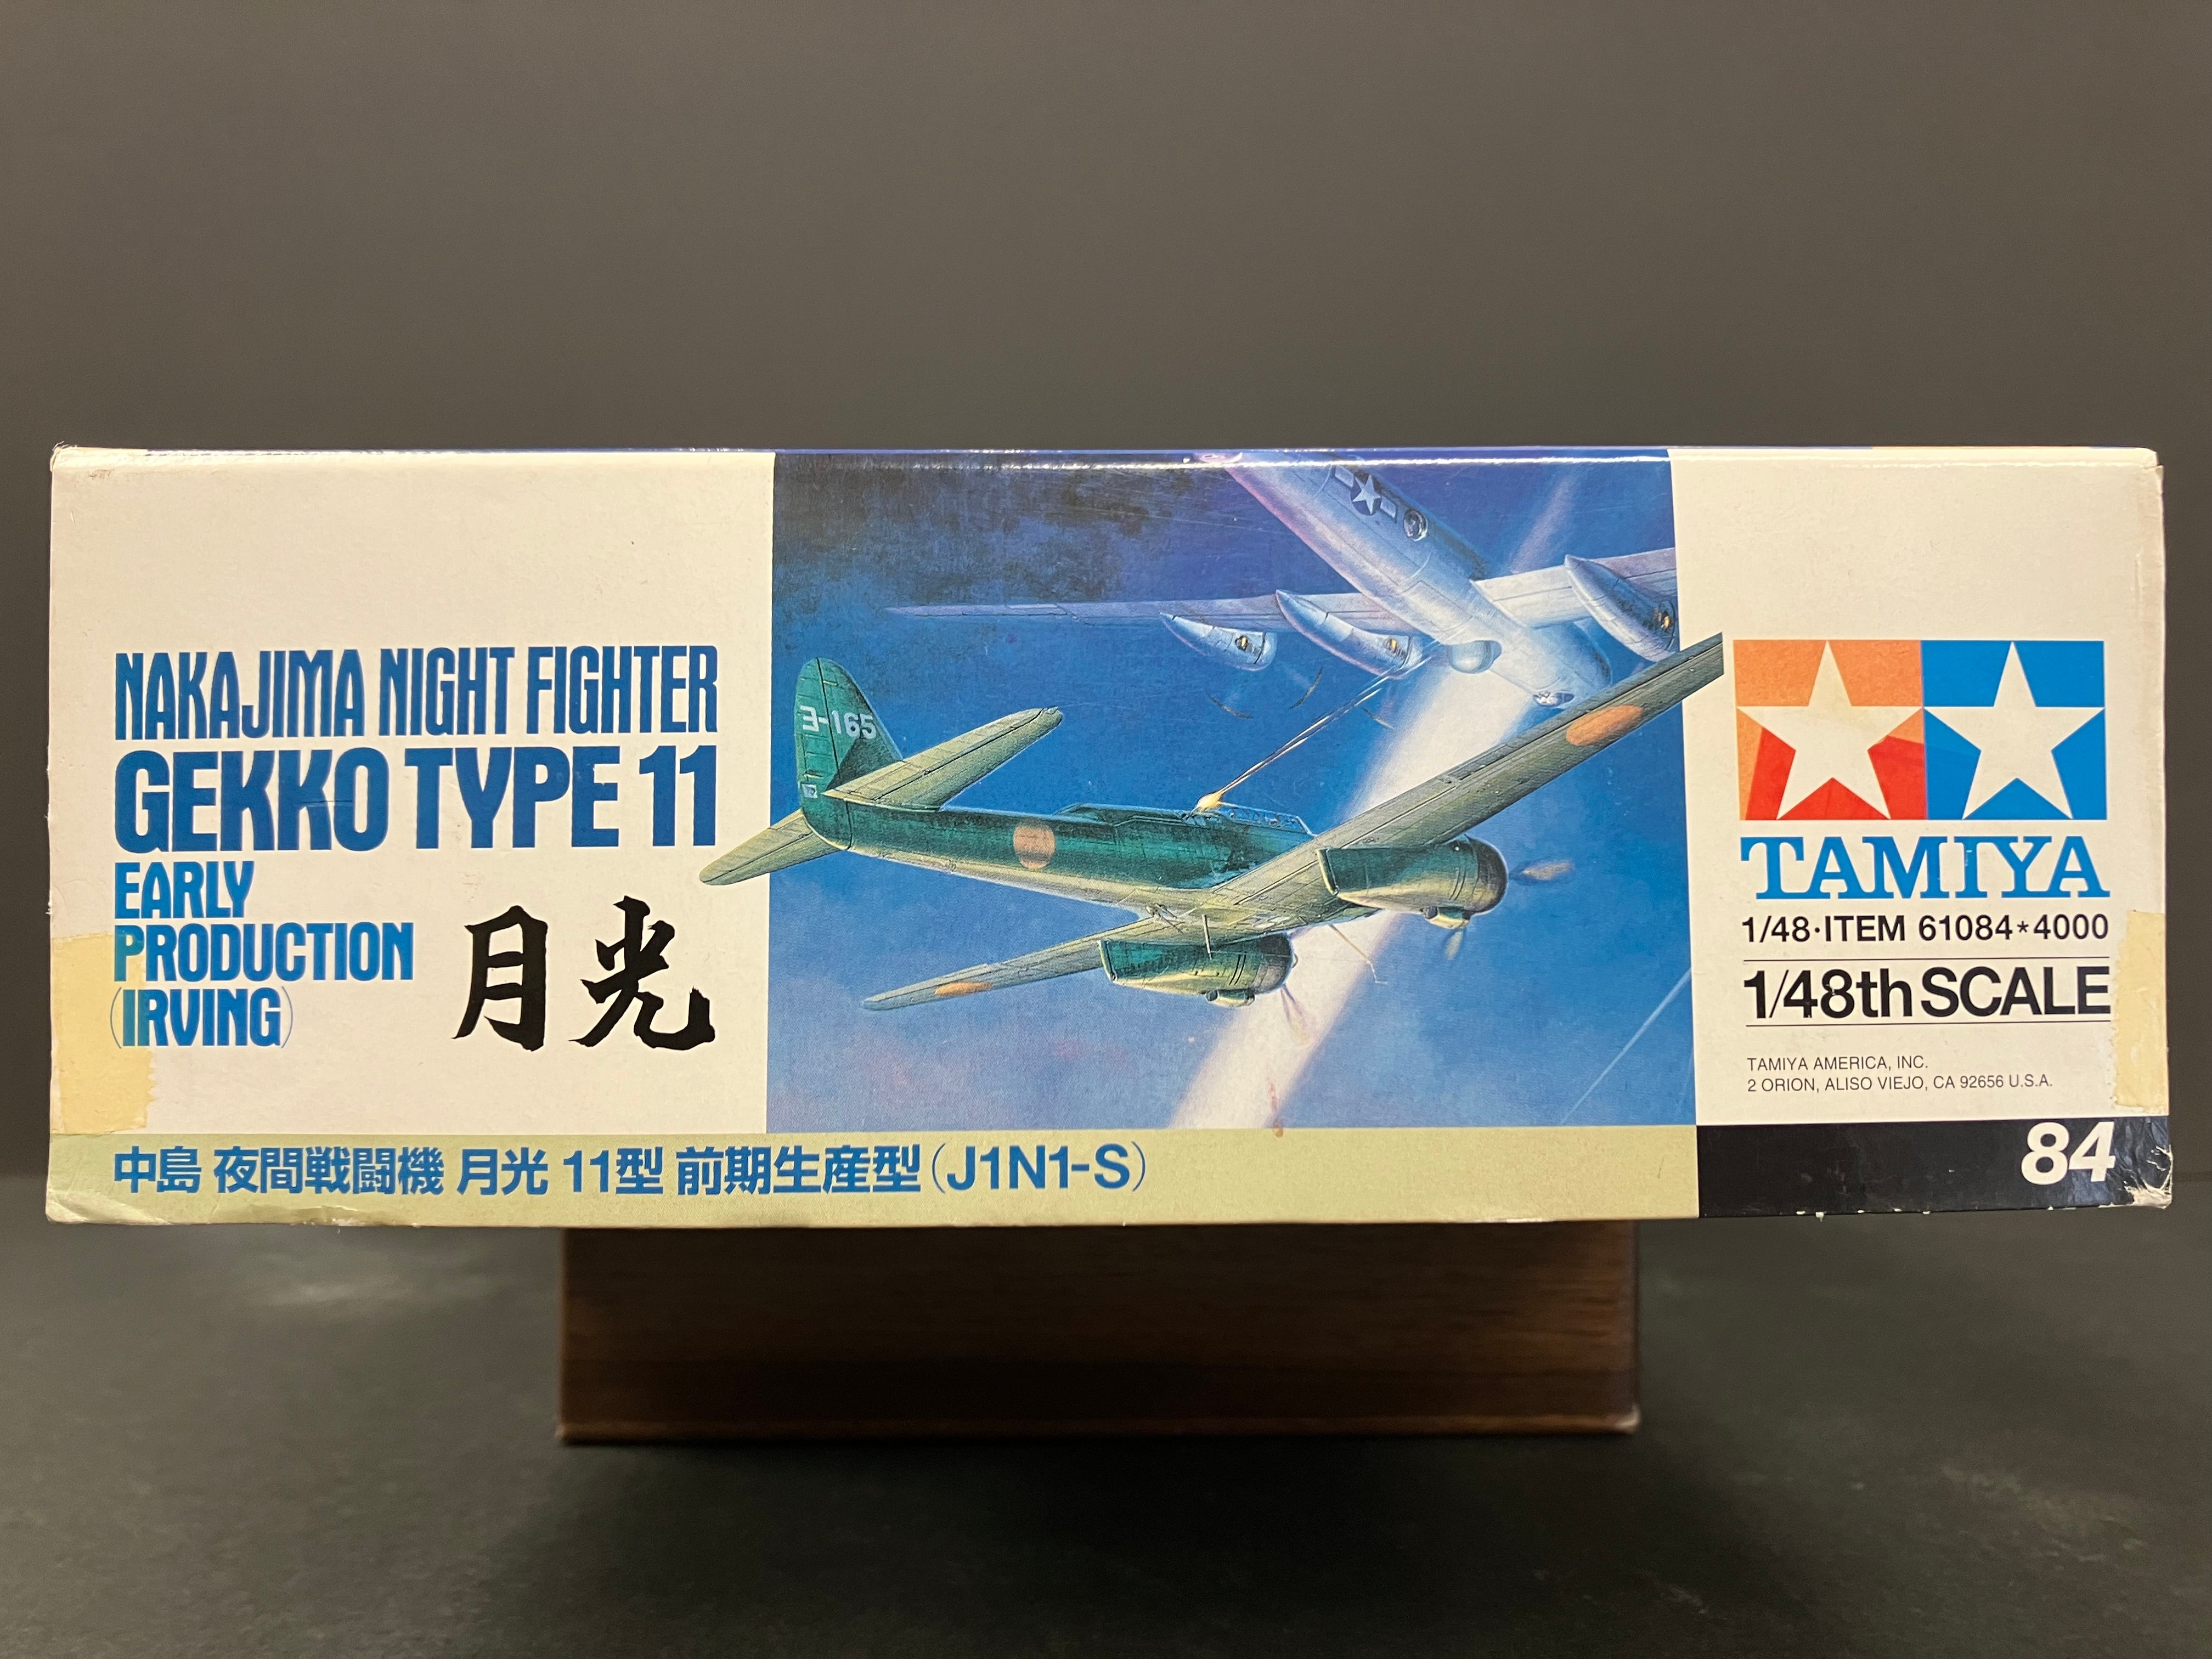 NAKAJIMA NIGHT FIGHTER
GEKKO TYPE 11
EARLY
PRODUCTION
(IRVING)
月光
ヨ-165
TAMIYA
1/48·ITEM 61084*4000
1/48th SCALE
TAMIYA AMERICA, INC.
2 ORION, ALISO VIEJO, CA 92656 U.S.A.
中島 夜間戦闘機 月光 11型 前期生産型(J1N1-S)
84